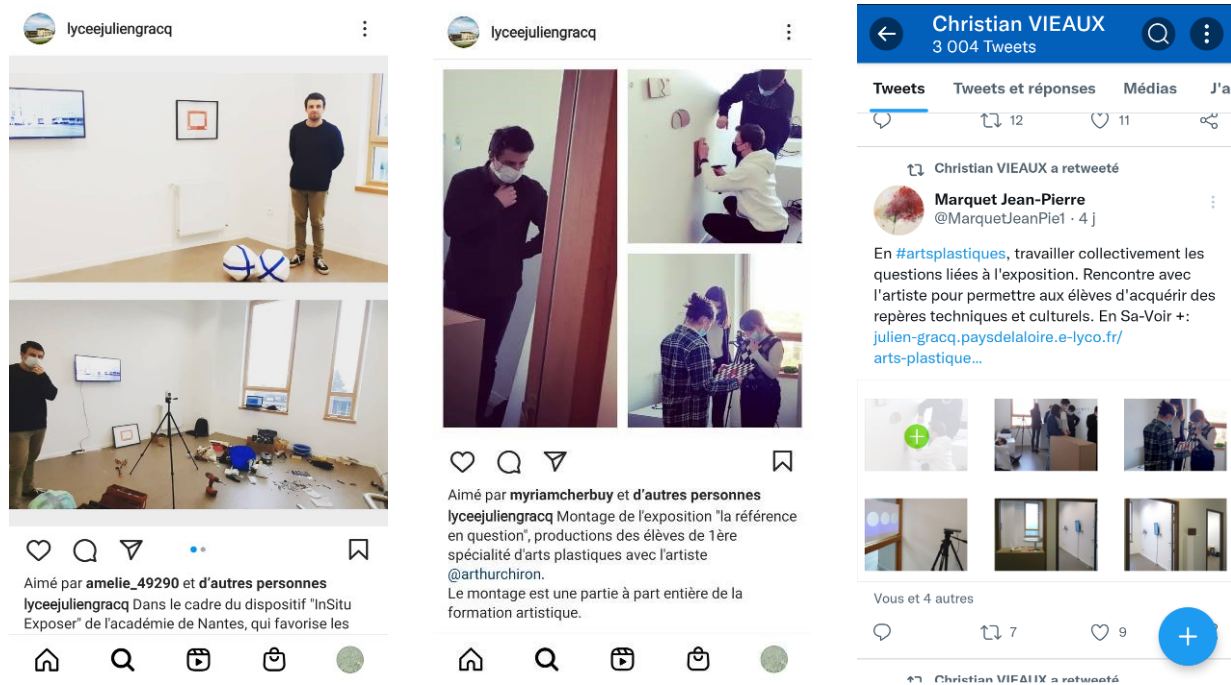 lyceejuliengracq
Aimé par amelie_49290 et d'autres personnes
lyceejuliengracq Dans le cadre du dispositif "InSitu
Exposer" de l'académie de Nantes, qui favorise les
lyceejuliengracq
Aimé par myriamcherbuy et d'autres personnes
lyceejuliengracq Montage de l'exposition "la référence
en question", productions des élèves de 1ère
spécialité d'arts plastiques avec l'artiste
@arthurchiron.
Le montage est une partie à part entière de la
formation artistique.
Christian VIEAUX
3 004 Tweets
Tweets Tweets et réponses Médias J'a
12 11
Christian VIEAUX a retweeté
Marquet Jean-Pierre
@MarquetJeanPie1 · 4 j
En #artsplastiques, travailler collectivement les
questions liées à l'exposition. Rencontre avec
l'artiste pour permettre aux élèves d'acquérir des
repères techniques et culturels. En Sa-Voir +:
julien-gracq.paysdelaloire.e-lyco.fr/
arts-plastique…
Vous et 4 autres
7 9
Christian VIEAUX a retweeté